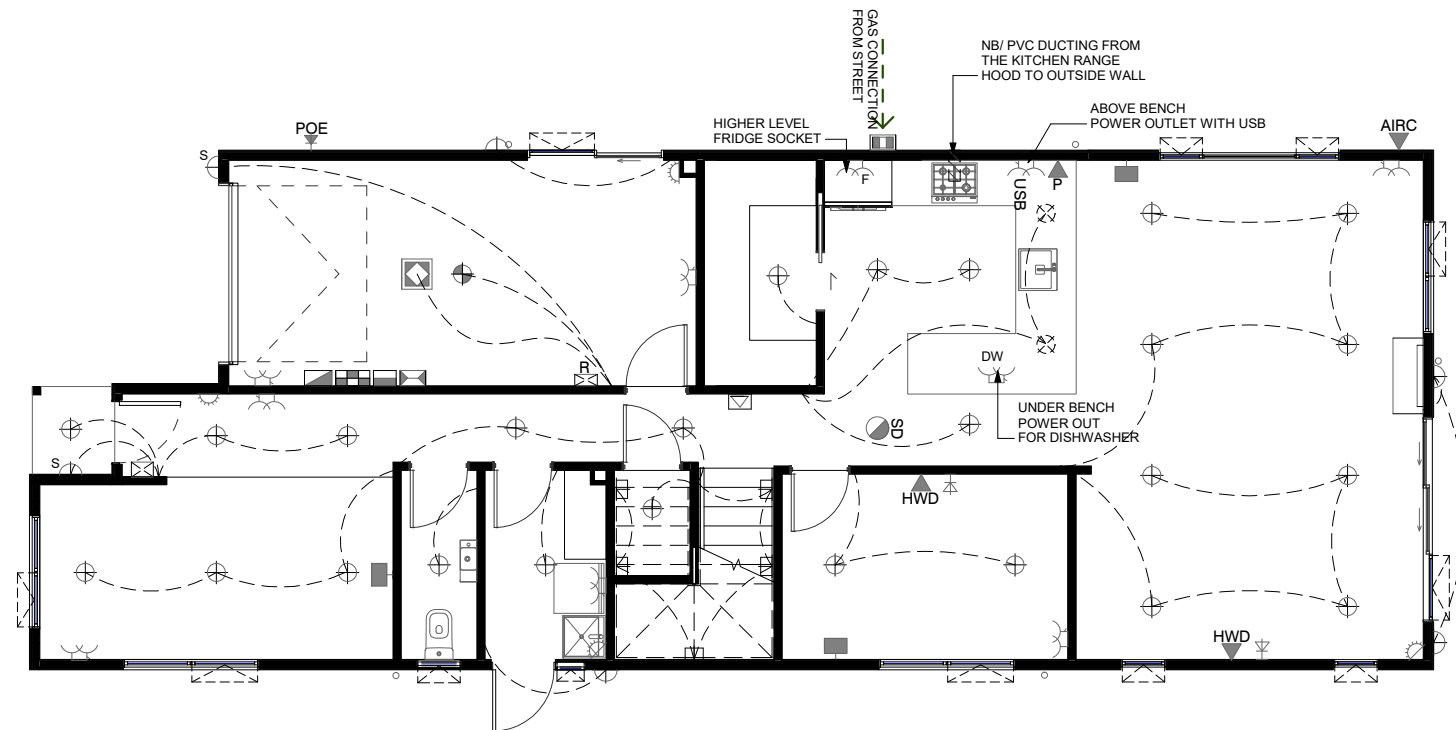 GAS CONNECTION
FROM STREET
NB/ PVC DUCTING FROM
THE KITCHEN RANGE
HOOD TO OUTSIDE WALL
HIGHER LEVEL
FRIDGE SOCKET
ABOVE BENCH
POWER OUTLET WITH USB
POE
AIRC
S
F
USB
P
R
DW
UNDER BENCH
POWER OUT
FOR DISHWASHER
SD
S
HWD
HWD